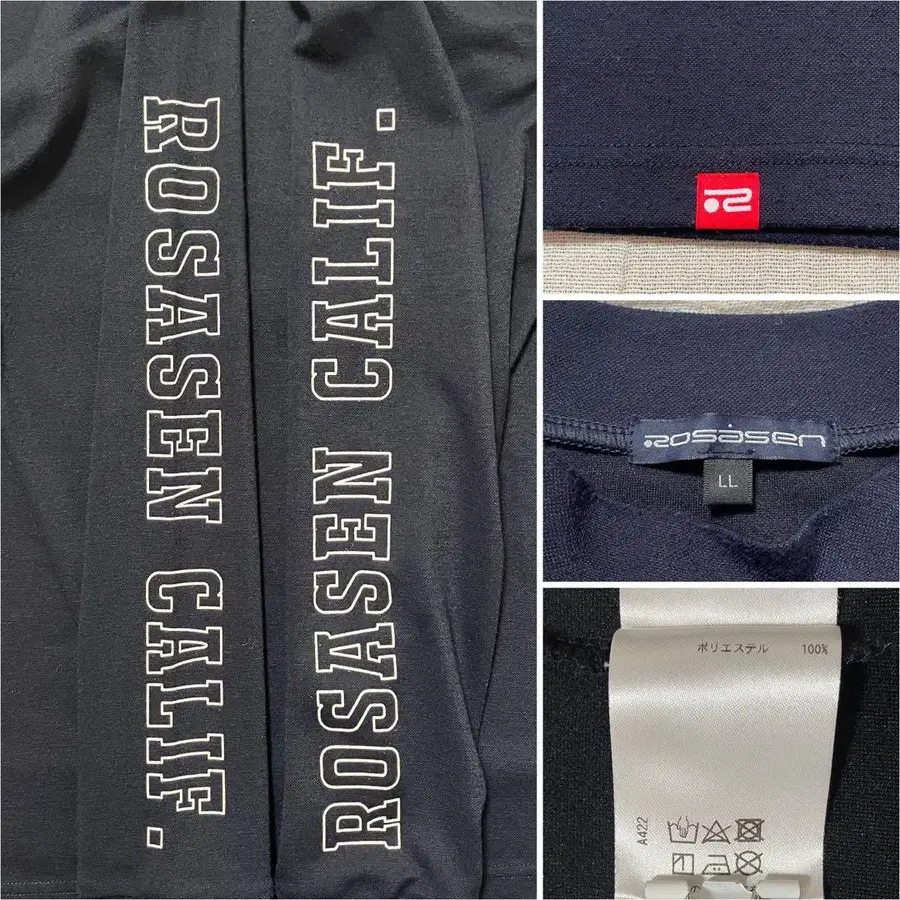 ROSASEN CALIF.
ROSASEN CALIF.
ROSASEN
LL
ポリエステル 100%
A422